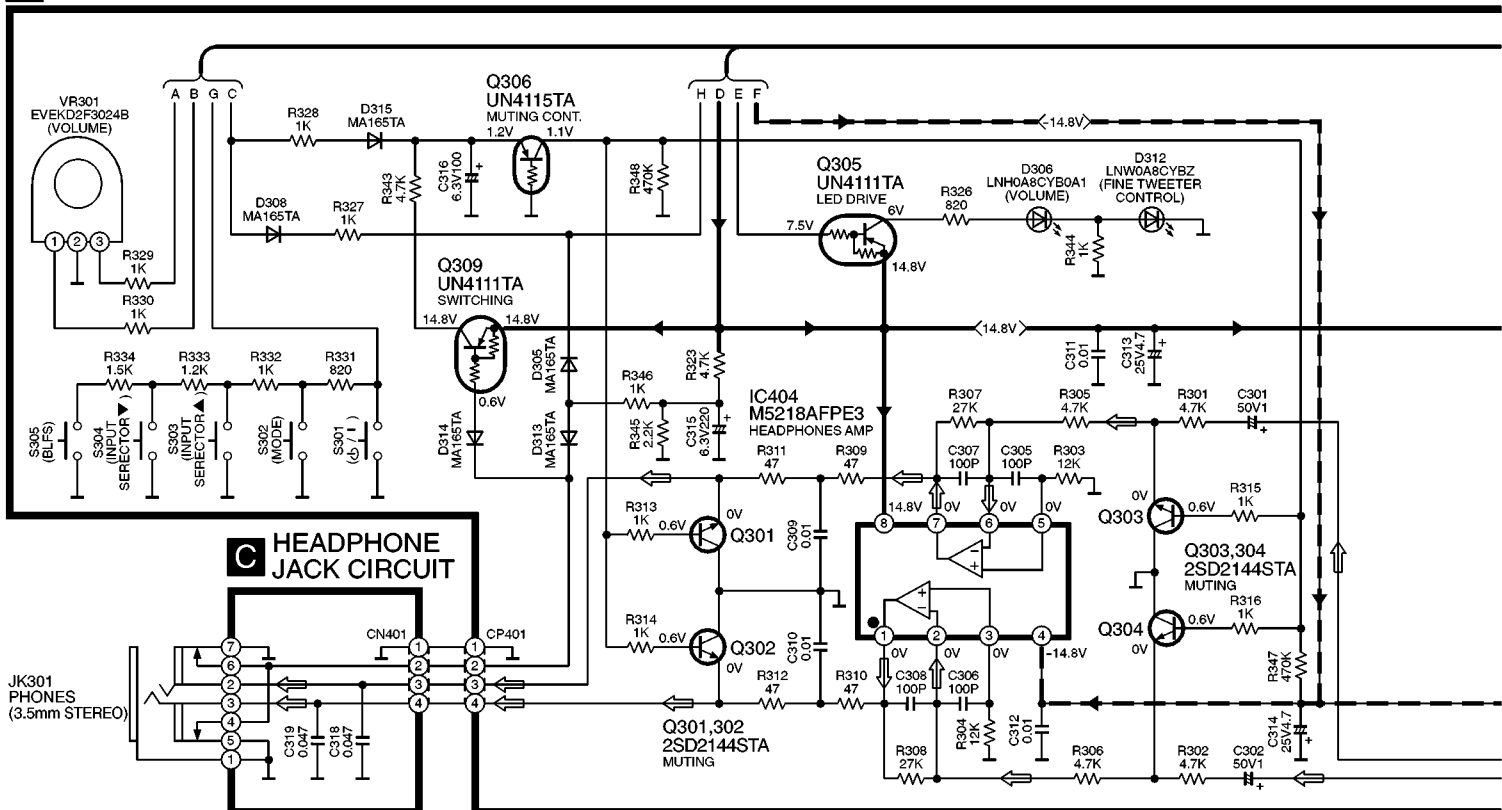 A B G C
VR301
EVEKD2F3024B
(VOLUME)
1 2 3
R329
1K
R330
1K
R328
1K
D315
MA165TA
D308
MA165TA
R327
1K
R343
4.7K
C316
6.3V100
+
Q306
UN4115TA
MUTING CONT.
1.2V 1.1V
R348
470K
H D E F
-14.8V
Q305
UN4111TA
LED DRIVE
7.5V
6V
14.8V
R326
820
D306
LNH0A8CYB0A1
(VOLUME)
D312
LNW0A8CYBZ
(FINE TWEETER
CONTROL)
R344
1K
Q309
UN4111TA
SWITCHING
14.8V 14.8V
0.6V
14.8V
D305
MA165TA
D314
MA165TA
D313
MA165TA
R334
1.5K
R333
1.2K
R332
1K
R331
820
S305
(BLFS)
S304
(INPUT
SERECTOR▼)
S303
(INPUT
SERECTOR▲)
S302
(MODE)
S301
(⏻/I)
R346
1K
R345
2.2K
R323
4.7K
C315
6.3V220
+
C311
0.01
C313
25V4.7
+
IC404
M5218AFPE3
HEADPHONES AMP
R307
27K
R305
4.7K
R301
4.7K
C301
50V1
+
R311
47
R309
47
C307
100P
C305
100P
R303
12K
14.8V 0V 0V 0V
8 7 6 5
- +
+ -
1 2 3 4
0V 0V 0V -14.8V
R313
1K
0.6V
0V
Q301
C309
0.01
R314
1K
0.6V
Q302
0V
C310
0.01
R312
47
R310
47
C308
100P
C306
100P
R304
12K
C312
0.01
R308
27K
R306
4.7K
R302
4.7K
C302
50V1
+
Q301,302
2SD2144STA
MUTING
0V
Q303
0.6V
R315
1K
Q303,304
2SD2144STA
MUTING
R316
1K
0.6V
Q304
0V
R347
470K
C314
25V4.7
+
C HEADPHONE
JACK CIRCUIT
CN401
CP401
1 1
2 2
3 3
4 4
JK301
PHONES
(3.5mm STEREO)
7
6
2
3
4
5
1
C319
0.047
C318
0.047